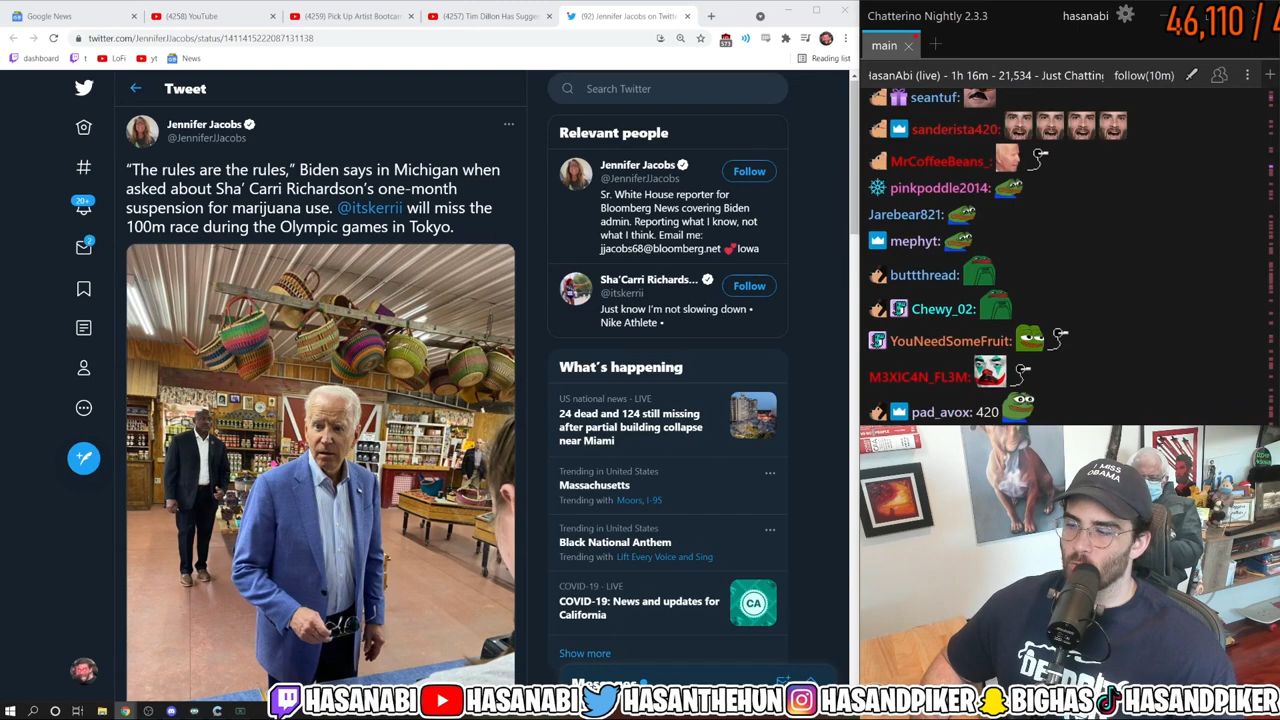 Google News
(4258) YouTube
(4259) Pick Up Artist Bootcam
(4257) Tim Dillon Has Sugges
(92) Jennifer Jacobs on Twitt
twitter.com/JenniferJJacobs/status/1411415222087131138
573
dashboard
t
LoFi
yt
News
Reading list
Tweet
Jennifer Jacobs
@JenniferJJacobs
“The rules are the rules,” Biden says in Michigan when
asked about Sha’ Carri Richardson’s one-month
suspension for marijuana use. @itskerrii will miss the
100m race during the Olympic games in Tokyo.
20+
2
Search Twitter
Relevant people
Jennifer Jacobs
@JenniferJJacobs
Follow
Sr. White House reporter for
Bloomberg News covering Biden
admin. Reporting what I know, not
what I think. Email me:
jjacobs68@bloomberg.net 💕Iowa
Sha’Carri Richards...
@itskerrii
Follow
Just know I’m not slowing down •
Nike Athlete •
What’s happening
US national news · LIVE
24 dead and 124 still missing
after partial building collapse
near Miami
Trending in United States
Massachusetts
Trending with Moors, I-95
Trending in United States
Black National Anthem
Trending with Lift Every Voice and Sing
COVID-19 · LIVE
COVID-19: News and updates for
California
CA
Show more
Messages
Chatterino Nightly 2.3.3
hasanabi
46,110 / 4
main
HasanAbi (live) - 1h 16m - 21,534 - Just Chatting
follow(10m)
seantuf:
sanderista420:
MrCoffeeBeans_:
pinkpoddle2014:
Jarebear821:
mephyt:
buttthread:
Chewy_02:
YouNeedSomeFruit:
M3XIC4N_FL3M:
pad_avox: 420
I MISS
OBAMA
HASANABI
HASANABI
HASANTHEHUN
HASANDPIKER
BIGHAS
HASANDPIKER